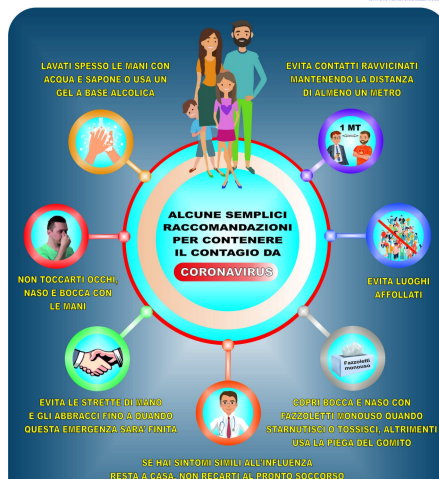 LAVATI SPESSO LE MANI CON
ACQUA E SAPONE O USA UN
GEL A BASE ALCOLICA
EVITA CONTATTI RAVVICINATI
MANTENENDO LA DISTANZA
DI ALMENO UN METRO
1 MT
ALCUNE SEMPLICI
RACCOMANDAZIONI
PER CONTENERE
IL CONTAGIO DA
CORONAVIRUS
NON TOCCARTI OCCHI,
NASO E BOCCA CON
LE MANI
EVITA LUOGHI
AFFOLLATI
Fazzoletti
monouso
EVITA LE STRETTE DI MANO
E GLI ABBRACCI FINO A QUANDO
QUESTA EMERGENZA SARA' FINITA
COPRI BOCCA E NASO CON
FAZZOLETTI MONOUSO QUANDO
STARNUTISCI O TOSSISCI, ALTRIMENTI
USA LA PIEGA DEL GOMITO
SE HAI SINTOMI SIMILI ALL'INFLUENZA
RESTA A CASA, NON RECARTI AL PRONTO SOCCORSO